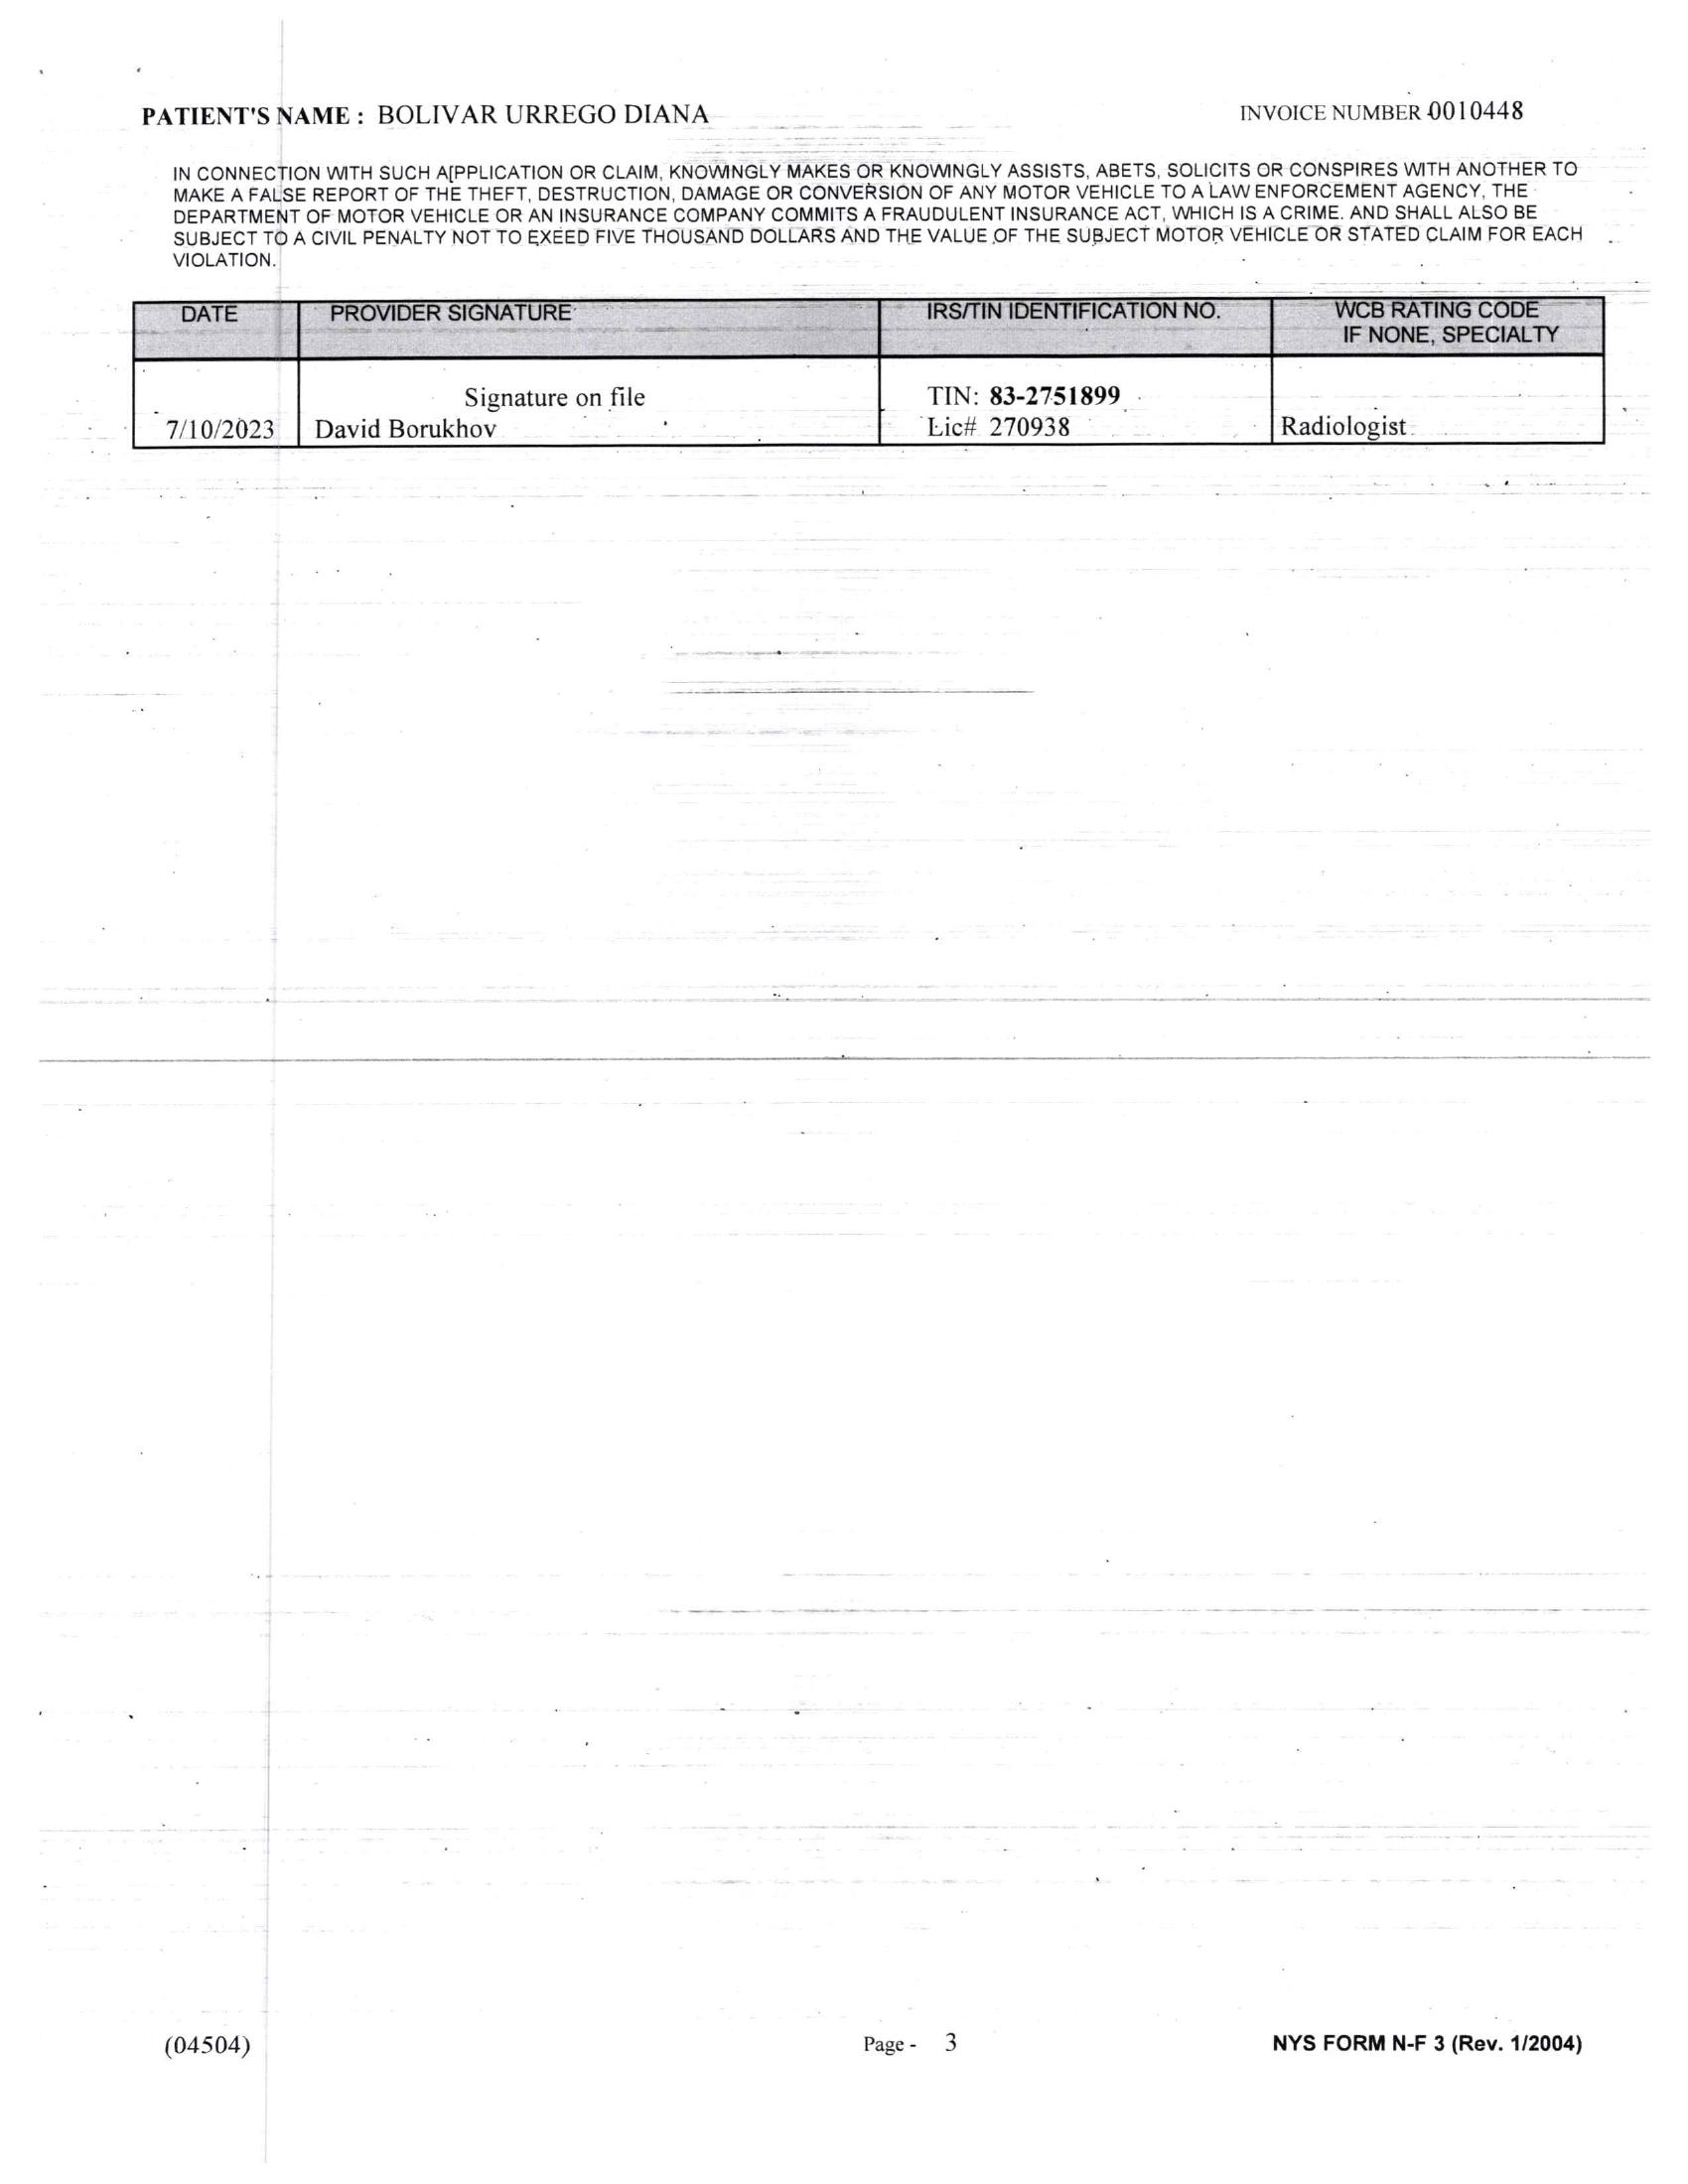 PATIENT'S NAME : BOLIVAR URREGO DIANA INVOICE NUMBER 0010448
IN CONNECTION WITH SUCH A[PPLICATION OR CLAIM, KNOWINGLY MAKES OR KNOWINGLY ASSISTS, ABETS, SOLICITS OR CONSPIRES WITH ANOTHER TO
MAKE A FALSE REPORT OF THE THEFT, DESTRUCTION, DAMAGE OR CONVERSION OF ANY MOTOR VEHICLE TO A LAW ENFORCEMENT AGENCY, THE
DEPARTMENT OF MOTOR VEHICLE OR AN INSURANCE COMPANY COMMITS A FRAUDULENT INSURANCE ACT, WHICH IS A CRIME. AND SHALL ALSO BE
SUBJECT TO A CIVIL PENALTY NOT TO EXEED FIVE THOUSAND DOLLARS AND THE VALUE OF THE SUBJECT MOTOR VEHICLE OR STATED CLAIM FOR EACH
VIOLATION.
DATE PROVIDER SIGNATURE IRS/TIN IDENTIFICATION NO. WCB RATING CODE
IF NONE, SPECIALTY
Signature on file TIN: 83-2751899
7/10/2023 David Borukhov Lic# 270938 Radiologist
(04504) Page - 3 NYS FORM N-F 3 (Rev. 1/2004)